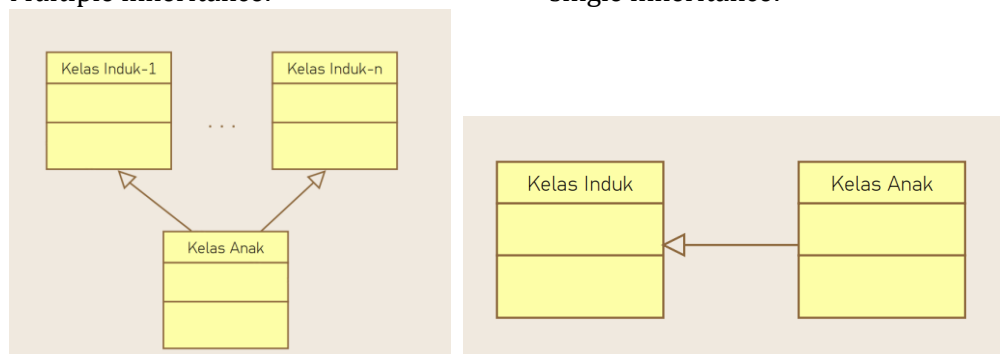 Multiple inheritance:
Single inheritance:
Kelas Induk-1
Kelas Induk-n
. . .
Kelas Anak
Kelas Induk
Kelas Anak